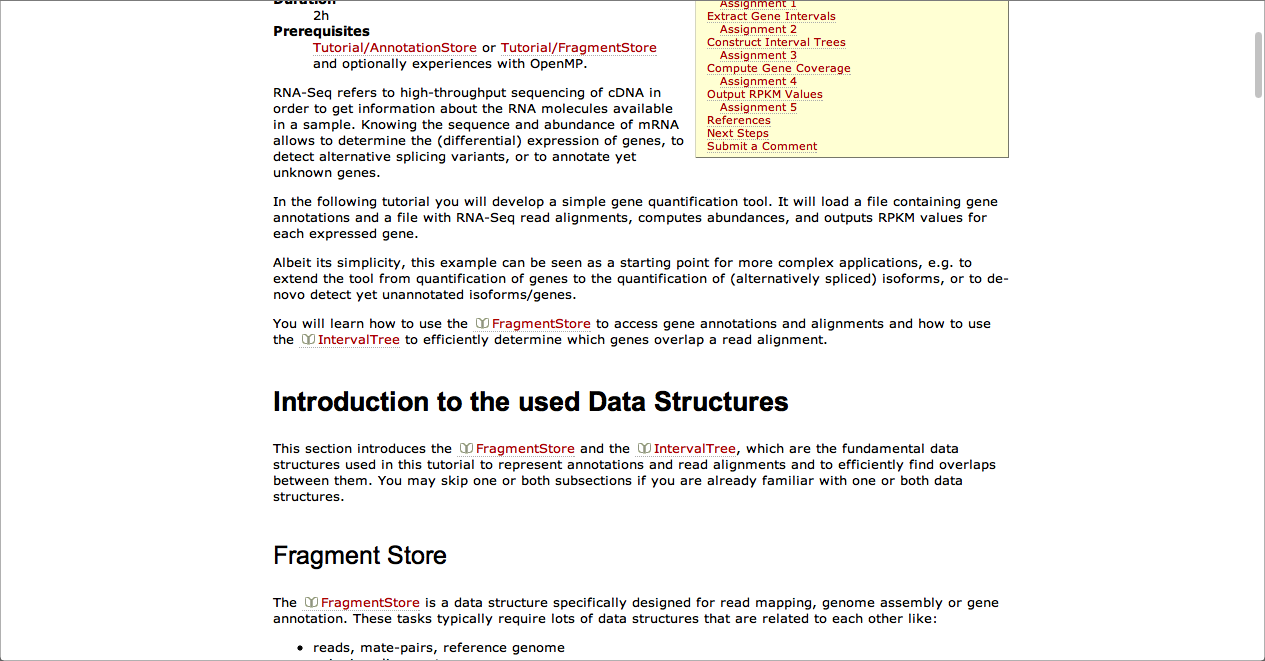 Duration
2h
Prerequisites
Tutorial/AnnotationStore or Tutorial/FragmentStore
and optionally experiences with OpenMP.
RNA-Seq refers to high-throughput sequencing of cDNA in
order to get information about the RNA molecules available
in a sample. Knowing the sequence and abundance of mRNA
allows to determine the (differential) expression of genes, to
detect alternative splicing variants, or to annotate yet
unknown genes.
Assignment 1
Extract Gene Intervals
Assignment 2
Construct Interval Trees
Assignment 3
Compute Gene Coverage
Assignment 4
Output RPKM Values
Assignment 5
References
Next Steps
Submit a Comment
In the following tutorial you will develop a simple gene quantification tool. It will load a file containing gene
annotations and a file with RNA-Seq read alignments, computes abundances, and outputs RPKM values for
each expressed gene.
Albeit its simplicity, this example can be seen as a starting point for more complex applications, e.g. to
extend the tool from quantification of genes to the quantification of (alternatively spliced) isoforms, or to de-
novo detect yet unannotated isoforms/genes.
You will learn how to use the FragmentStore to access gene annotations and alignments and how to use
the IntervalTree to efficiently determine which genes overlap a read alignment.
Introduction to the used Data Structures
This section introduces the FragmentStore and the IntervalTree, which are the fundamental data
structures used in this tutorial to represent annotations and read alignments and to efficiently find overlaps
between them. You may skip one or both subsections if you are already familiar with one or both data
structures.
Fragment Store
The FragmentStore is a data structure specifically designed for read mapping, genome assembly or gene
annotation. These tasks typically require lots of data structures that are related to each other like:
• reads, mate-pairs, reference genome